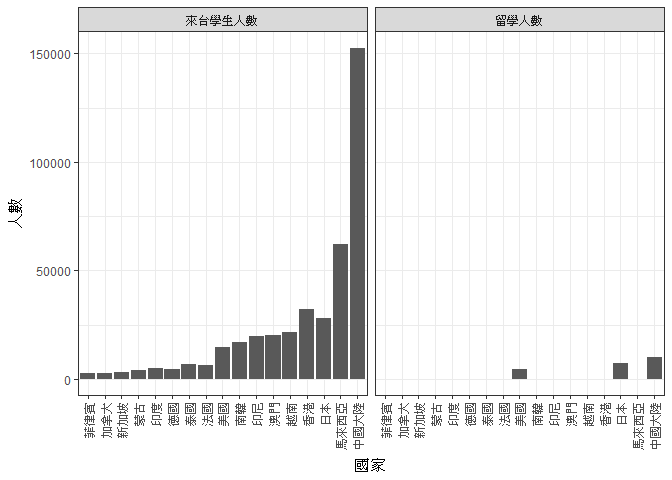 來台學生人數
留學人數
人數
150000
100000
50000
0
菲律賓
加拿大
新加坡
蒙古
印度
德國
泰國
法國
美國
南韓
印尼
澳門
越南
香港
日本
馬來西亞
中國大陸
菲律賓
加拿大
新加坡
蒙古
印度
德國
泰國
法國
美國
南韓
印尼
澳門
越南
香港
日本
馬來西亞
中國大陸
國家